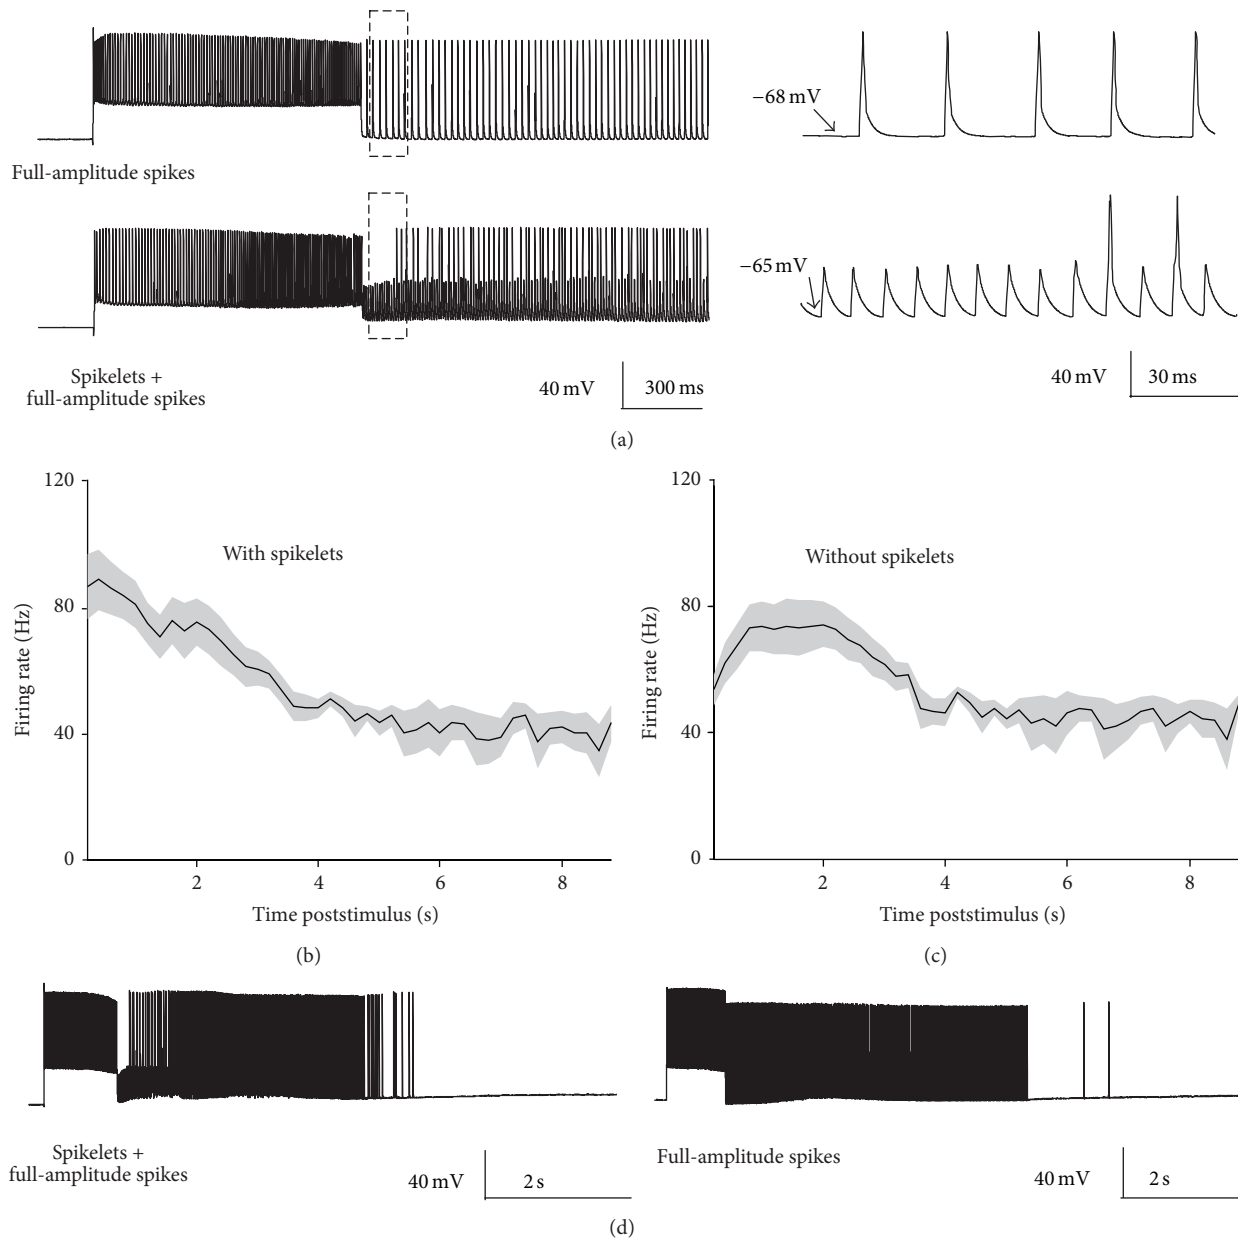 −68 mV
Full-amplitude spikes
−65 mV
Spikelets +
full-amplitude spikes
40 mV
300 ms
40 mV
30 ms
(a)
120
80
40
0
Firing rate (Hz)
With spikelets
2
4
6
8
Time poststimulus (s)
(b)
120
80
40
0
Firing rate (Hz)
Without spikelets
2
4
6
8
Time poststimulus (s)
(c)
Spikelets +
full-amplitude spikes
40 mV
2 s
Full-amplitude spikes
40 mV
2 s
(d)